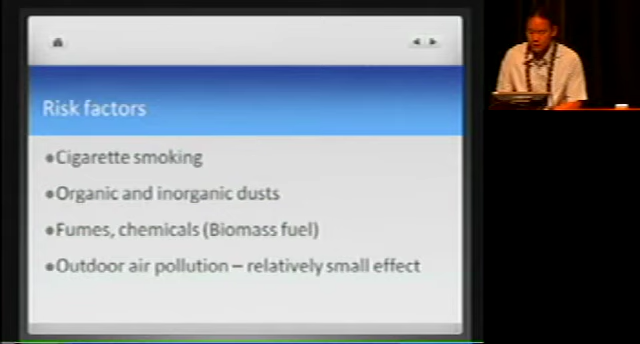 Risk factors
•Cigarette smoking
•Organic and inorganic dusts
•Fumes, chemicals (Biomass fuel)
•Outdoor air pollution – relatively small effect